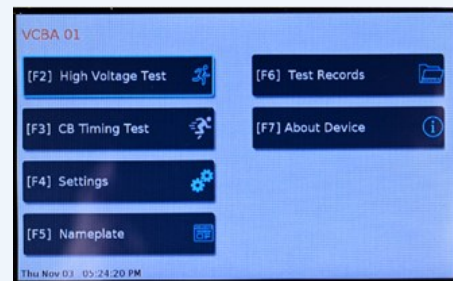 VCBA 01
[F2] High Voltage Test
[F3] CB Timing Test
[F4] Settings
[F5] Nameplate
[F6] Test Records
[F7] About Device
Thu Nov 03 05:24:20 PM